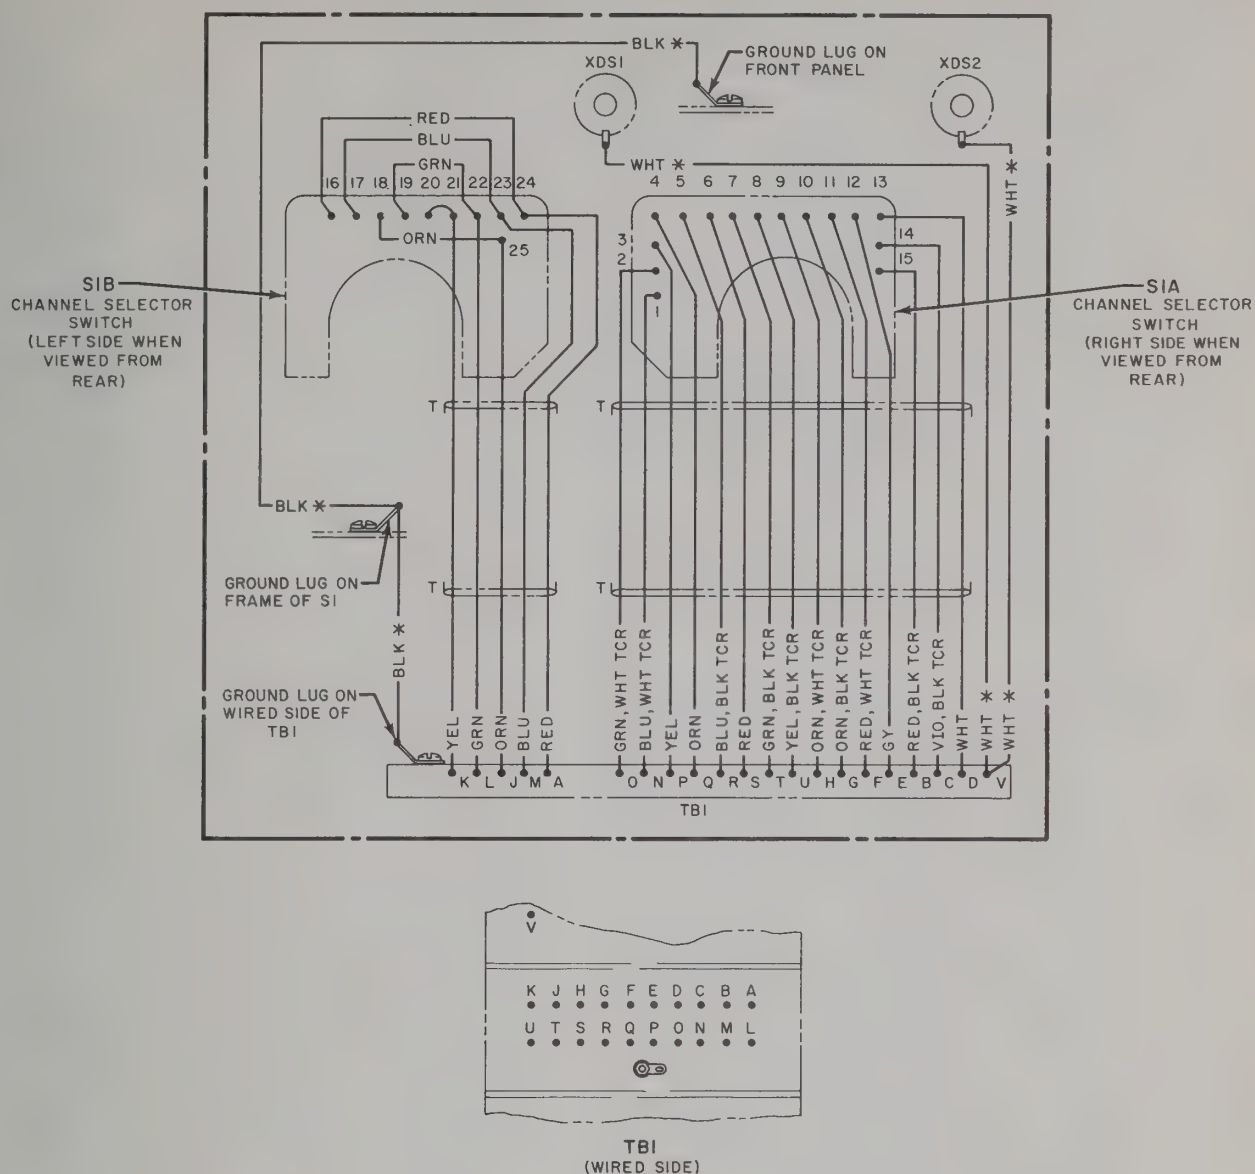 BLK *
GROUND LUG ON
FRONT PANEL
XDS1
XDS2
RED
BLU
GRN
WHT *
WHT *
16 17 18 19 20 21 22 23 24
4 5 6 7 8 9 10 11 12 13
ORN
25
3
2
1
14
15
S1B
CHANNEL SELECTOR
SWITCH
(LEFT SIDE WHEN
VIEWED FROM
REAR)
S1A
CHANNEL SELECTOR
SWITCH
(RIGHT SIDE WHEN
VIEWED FROM
REAR)
T
T
BLK *
GROUND LUG ON
FRAME OF S1
T
T
BLK *
GROUND LUG ON
WIRED SIDE OF
TB1
YEL
GRN
ORN
BLU
RED
GRN, WHT TCR
BLU, WHT TCR
YEL
ORN
BLU, BLK TCR
RED
GRN, BLK TCR
YEL, BLK TCR
ORN, WHT TCR
ORN, BLK TCR
RED, WHT TCR
GY
RED, BLK TCR
VIO, BLK TCR
WHT
WHT *
WHT *
K L J M A O N P Q R S T U H G F E B C D V
TB1
V
K J H G F E D C B A
U T S R Q P O N M L
TB1
(WIRED SIDE)